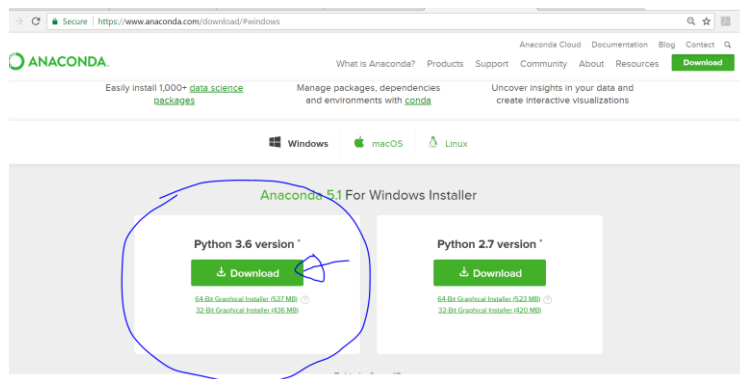 Secure https://www.anaconda.com/download/#windows
Anaconda Cloud Documentation Blog Contact
ANACONDA. What is Anaconda? Products Support Community About Resources Download
Easily install 1,000+ data science packages
Manage packages, dependencies and environments with conda
Uncover insights in your data and create interactive visualizations
Windows macOS Linux
Anaconda 5.1 For Windows Installer
Python 3.6 version *
Download
64-Bit Graphical Installer (537 MB) ?
32-Bit Graphical Installer (436 MB)
Python 2.7 version *
Download
64-Bit Graphical Installer (523 MB) ?
32-Bit Graphical Installer (420 MB)